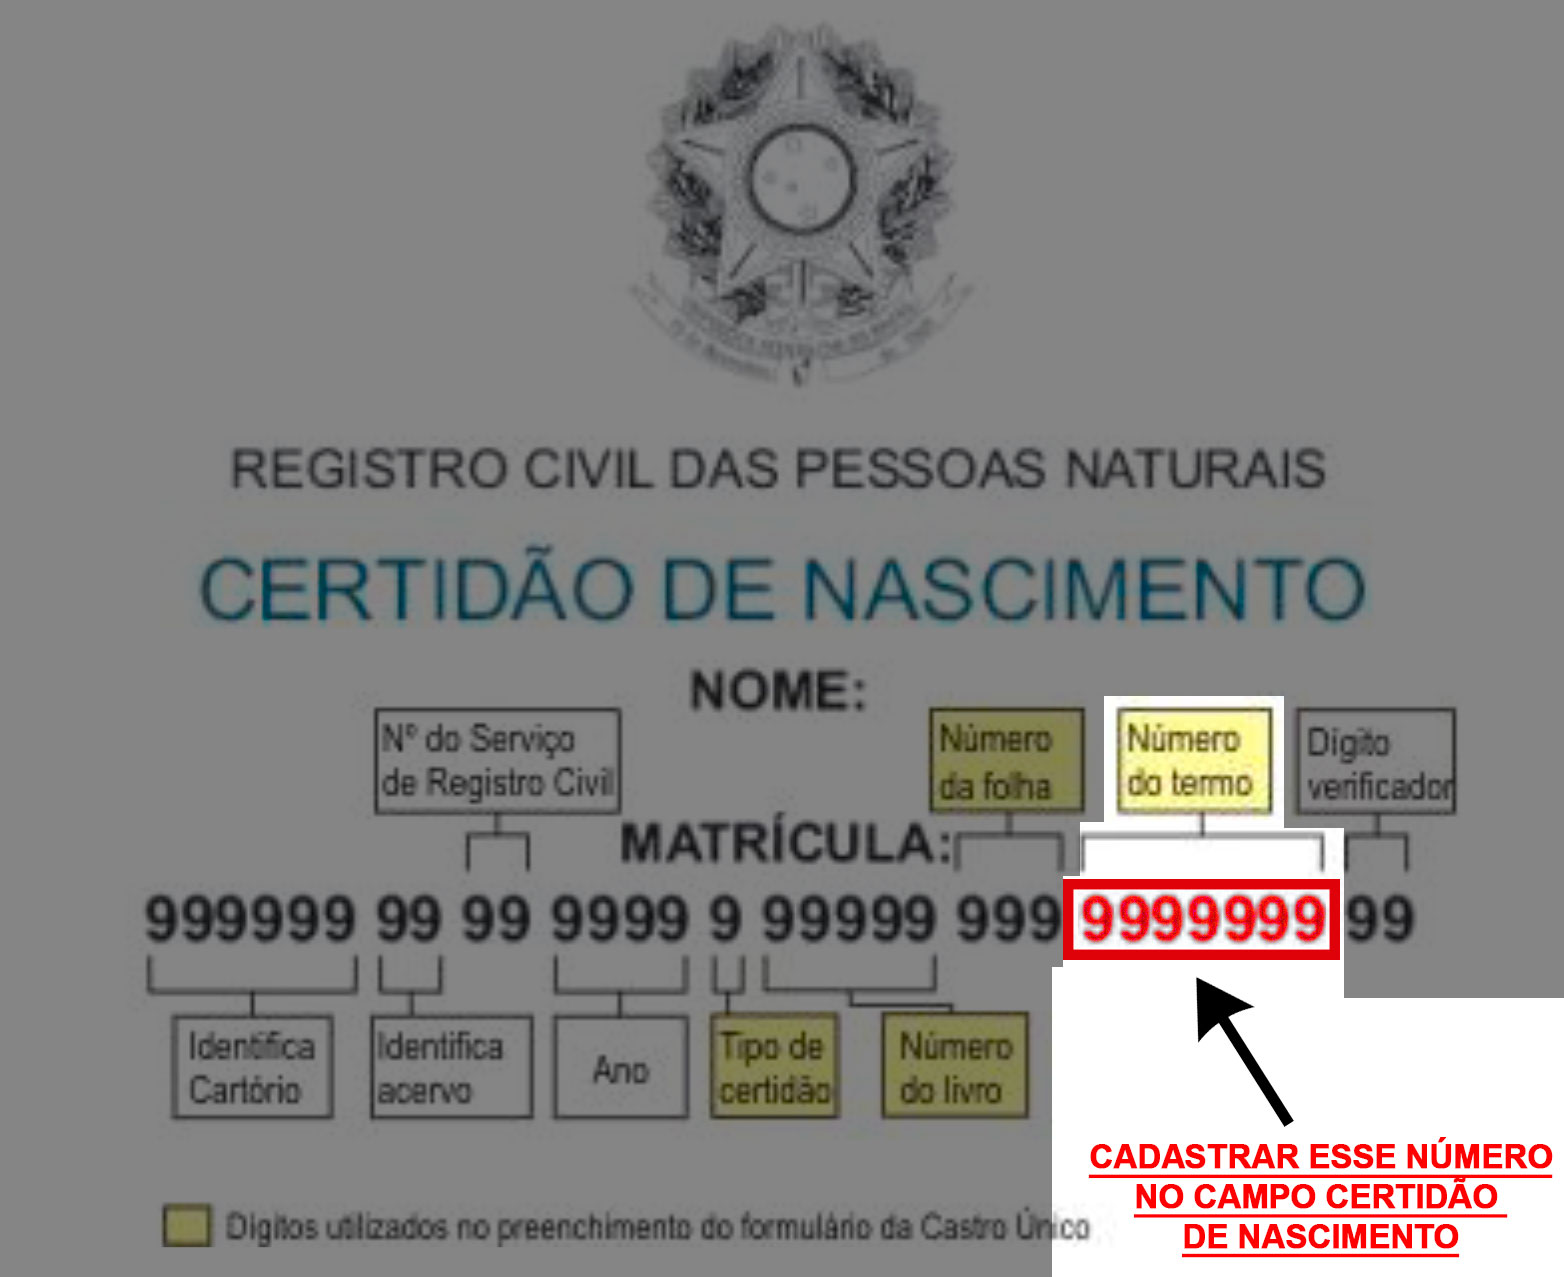 REGISTRO CIVIL DAS PESSOAS NATURAIS
CERTIDÃO DE NASCIMENTO
NOME:
Nº do Serviço
de Registro Civil
Número
da folha
Número
do termo
Dígito
verificador
MATRÍCULA:
999999 99 99 9999 9 99999 999 9999999 99
Identifica
Cartório
Identifica
acervo
Ano
Tipo de
certidão
Número
do livro
CADASTRAR ESSE NÚMERO
NO CAMPO CERTIDÃO
DE NASCIMENTO
Dígitos utilizados no preenchimento do formulário da Castro Único